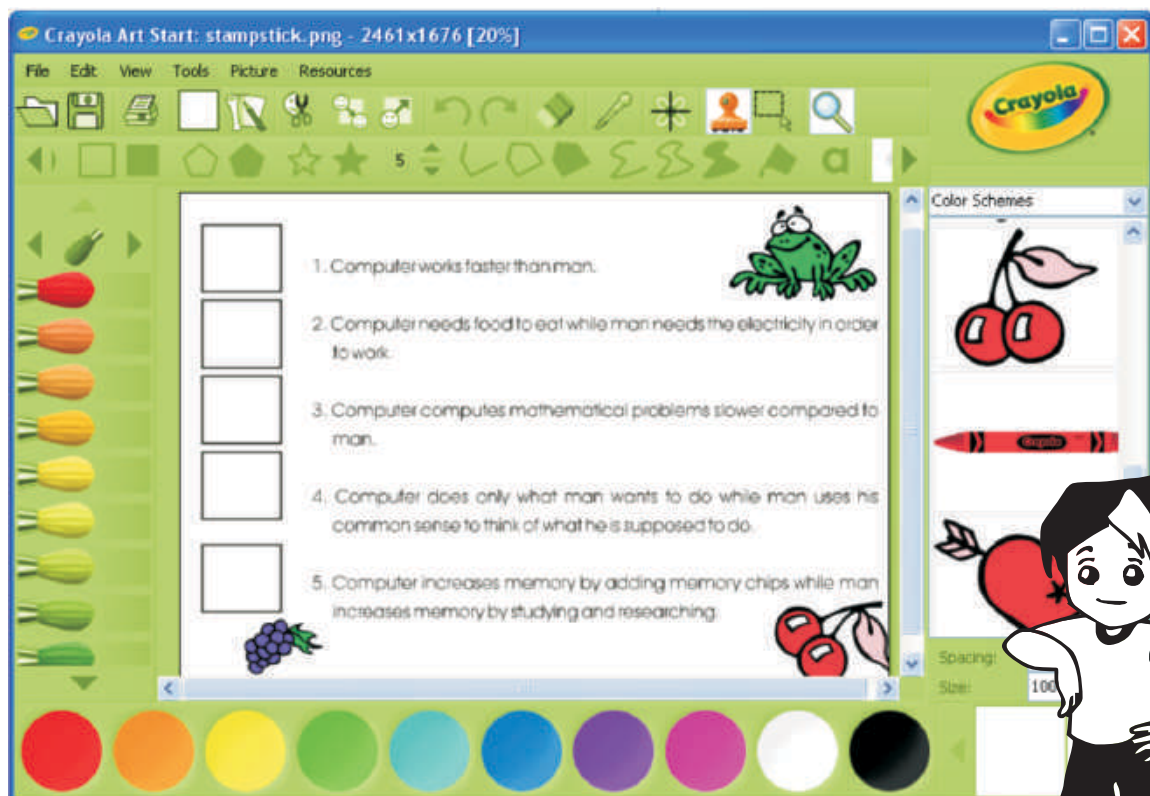 Crayola Art Start: stampstick.png - 2461x1676 [20%]
File Edit View Tools Picture Resources
Crayola
5
a
Color Schemes
1. Computer works faster than man.
2. Computer needs food to eat while man needs the electricity in order
to work.
3. Computer computes mathematical problems slower compared to
man.
4. Computer does only what man wants to do while man uses his
common sense to think of what he is supposed to do.
5. Computer increases memory by adding memory chips while man
increases memory by studying and researching.
Crayola
Spacing:
Size: 100